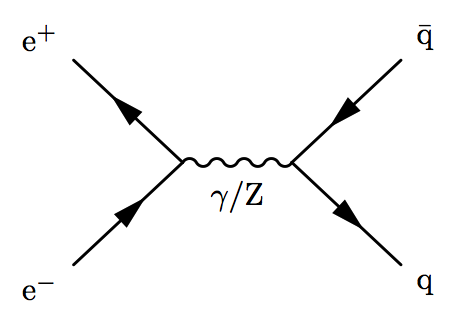 e⁺
q̄
γ/Z
e⁻
q